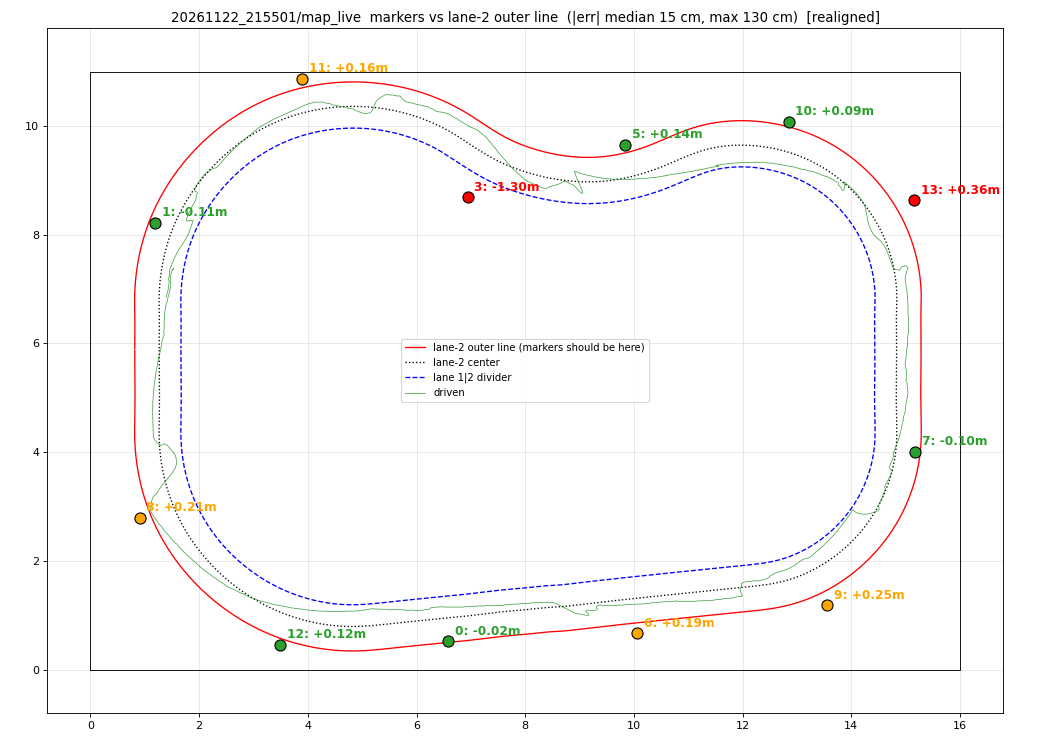 20261122_215501/map_live  markers vs lane-2 outer line  (|err| median 15 cm, max 130 cm)  [realigned]
11: +0.16m
10: +0.09m
5: +0.14m
10
3: -1.30m
13: +0.36m
1: -0.11m
8
6
lane-2 outer line (markers should be here)
lane-2 center
lane 1|2 divider
driven
7: -0.10m
4
8: +0.21m
2
9: +0.25m
6: +0.19m
12: +0.12m
0: -0.02m
0
0 2 4 6 8 10 12 14 16